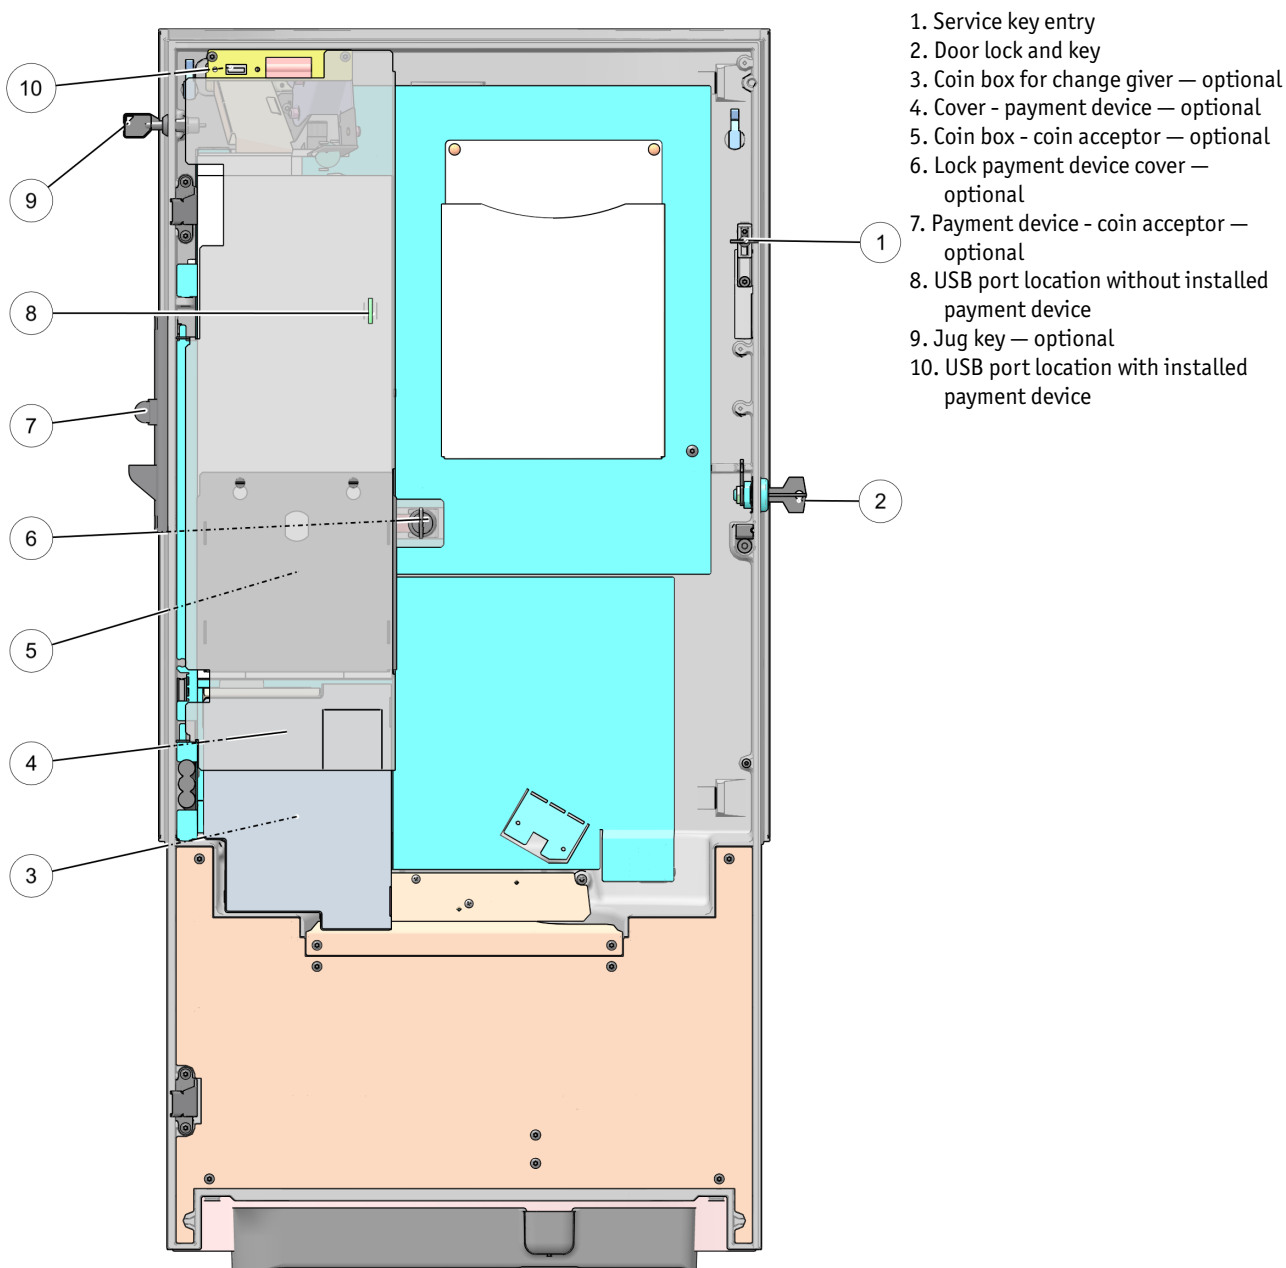 1. Service key entry
2. Door lock and key
3. Coin box for change giver — optional
4. Cover - payment device — optional
5. Coin box - coin acceptor — optional
6. Lock payment device cover —
optional
7. Payment device - coin acceptor —
optional
8. USB port location without installed
payment device
9. Jug key — optional
10. USB port location with installed
payment device
10
9
1
8
7
2
6
5
4
3